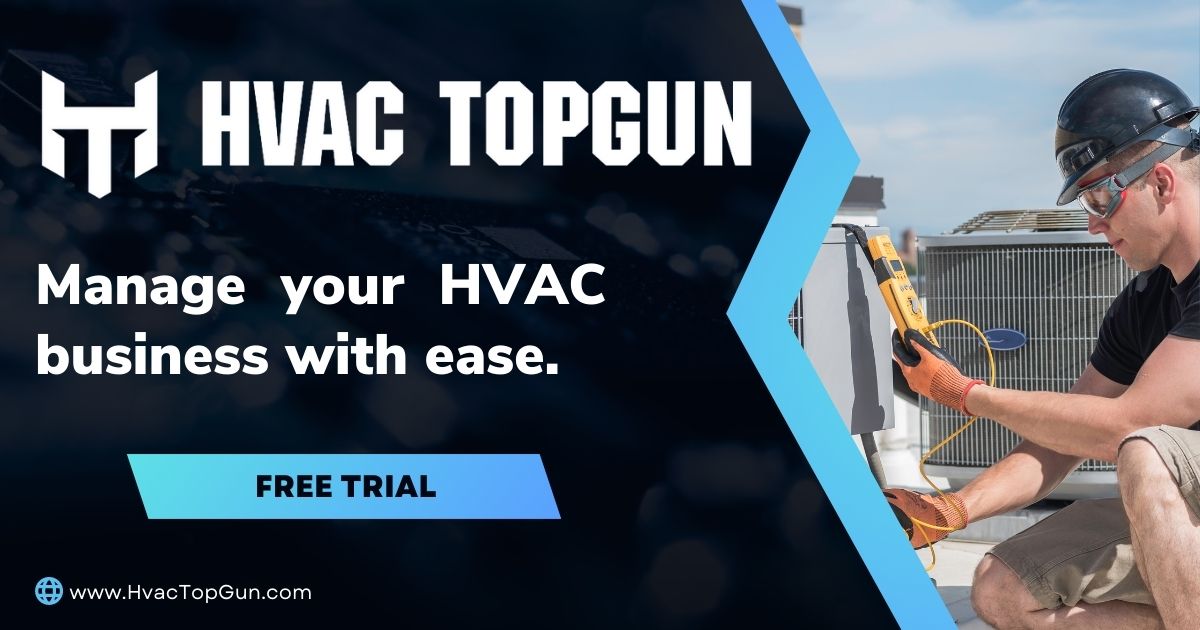 HVAC TOPGUN
Manage your HVAC
business with ease.
FREE TRIAL
www.HvacTopGun.com